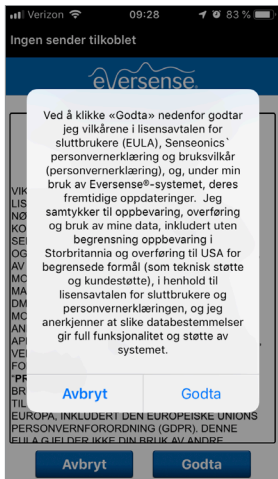 Verizon 09:28 83 %
Ingen sender tilkoblet
eversense.
Ved å klikke «Godta» nedenfor godtar
jeg vilkårene i lisensavtalen for
sluttbrukere (EULA), Senseonics`
personvernerklæring og bruksvilkår
(personvernerklæring), og, under min
bruk av Eversense®-systemet, deres
fremtidige oppdateringer. Jeg
samtykker til oppbevaring, overføring
og bruk av mine data, inkludert uten
begrensning oppbevaring i
Storbritannia og overføring til USA for
begrensede formål (som teknisk støtte
og kundestøtte), i henhold til
lisensavtalen for sluttbrukere og
personvernerklæringen, og jeg
anerkjenner at slike databestemmelser
gir full funksjonalitet og støtte av
systemet.
Avbryt Godta
EUROPA, INKLUDERT DEN EUROPEISKE UNIONS
PERSONVERNFORORDNING (GDPR). DENNE
EULA GJELDER IKKE DIN BRUK AV ANDRE
Avbryt Godta